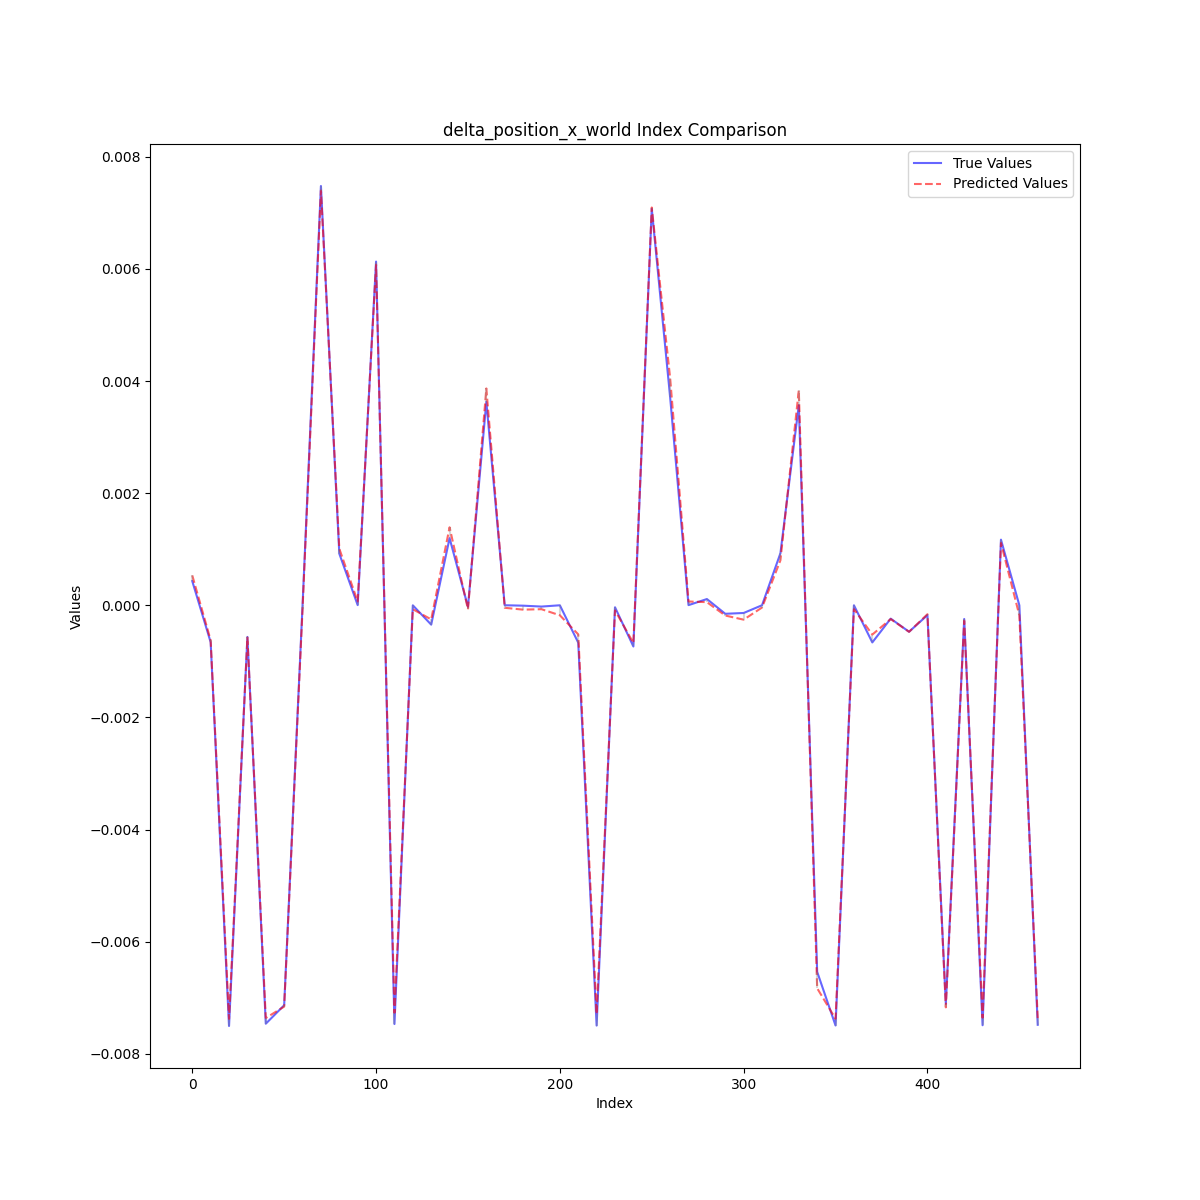 delta_position_x_world Index Comparison
True Values
Predicted Values
0.008
0.006
0.004
0.002
0.000
−0.002
−0.004
−0.006
−0.008
Values
0
100
200
300
400
Index